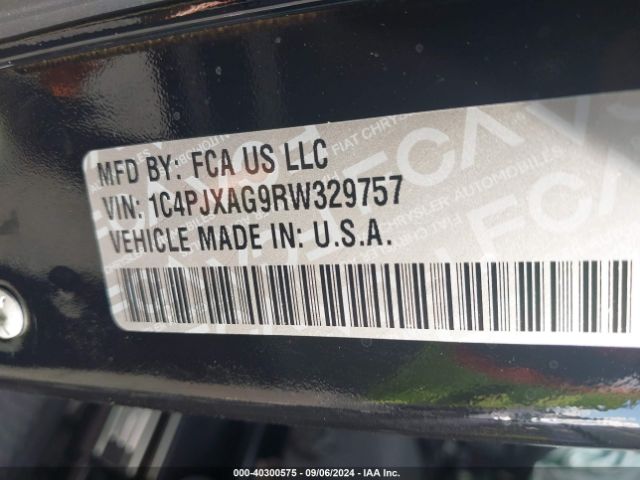 MFD BY: FCA US LLC
VIN: 1C4PJXAG9RW329757
VEHICLE MADE IN: U.S.A.
000-40300575 - 09/06/2024 - IAA Inc.